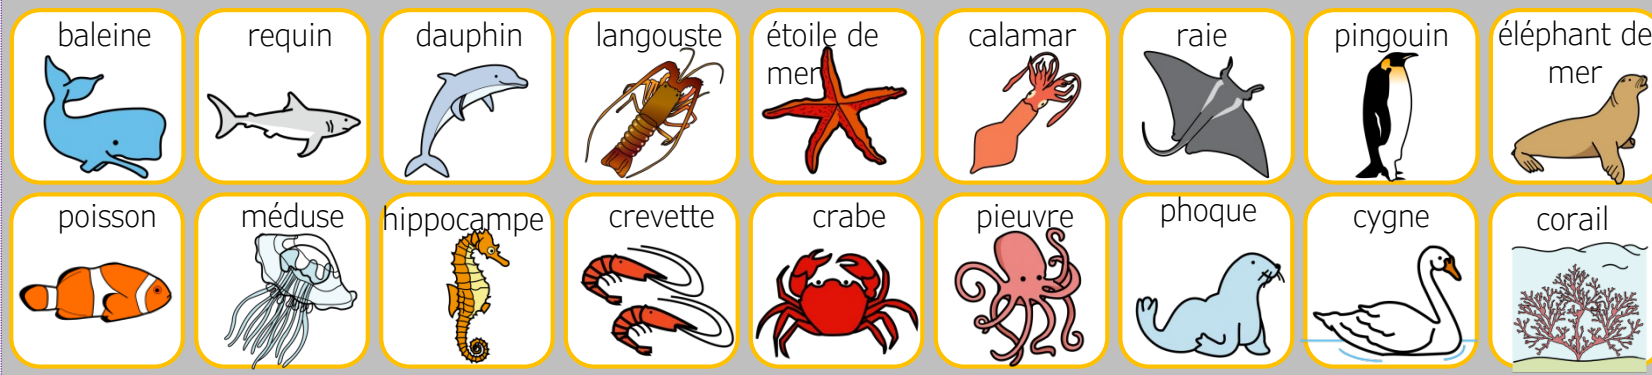 baleine
requin
dauphin
langouste
étoile de
mer
calamar
raie
pingouin
éléphant de
mer
poisson
méduse
hippocampe
crevette
crabe
pieuvre
phoque
cygne
corail